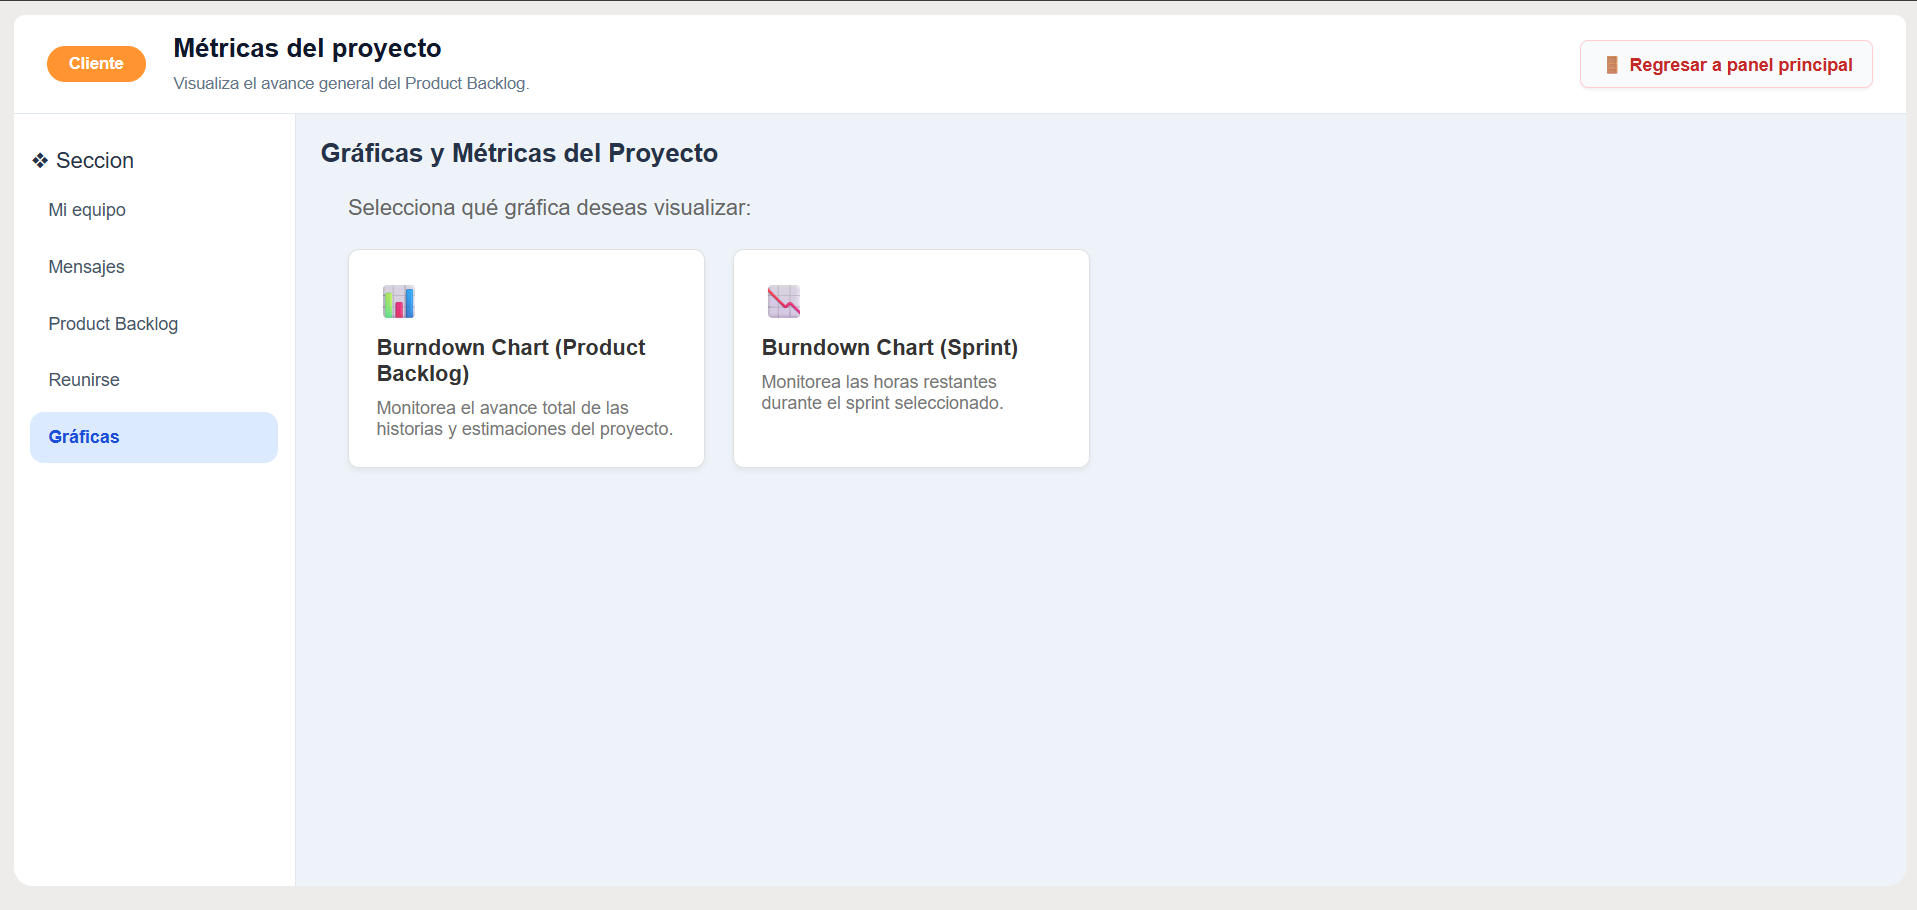 Cliente
Métricas del proyecto
Visualiza el avance general del Product Backlog.
Regresar a panel principal
❖ Seccion
Mi equipo
Mensajes
Product Backlog
Reunirse
Gráficas
Gráficas y Métricas del Proyecto
Selecciona qué gráfica deseas visualizar:
Burndown Chart (Product
Backlog)
Monitorea el avance total de las
historias y estimaciones del proyecto.
Burndown Chart (Sprint)
Monitorea las horas restantes
durante el sprint seleccionado.